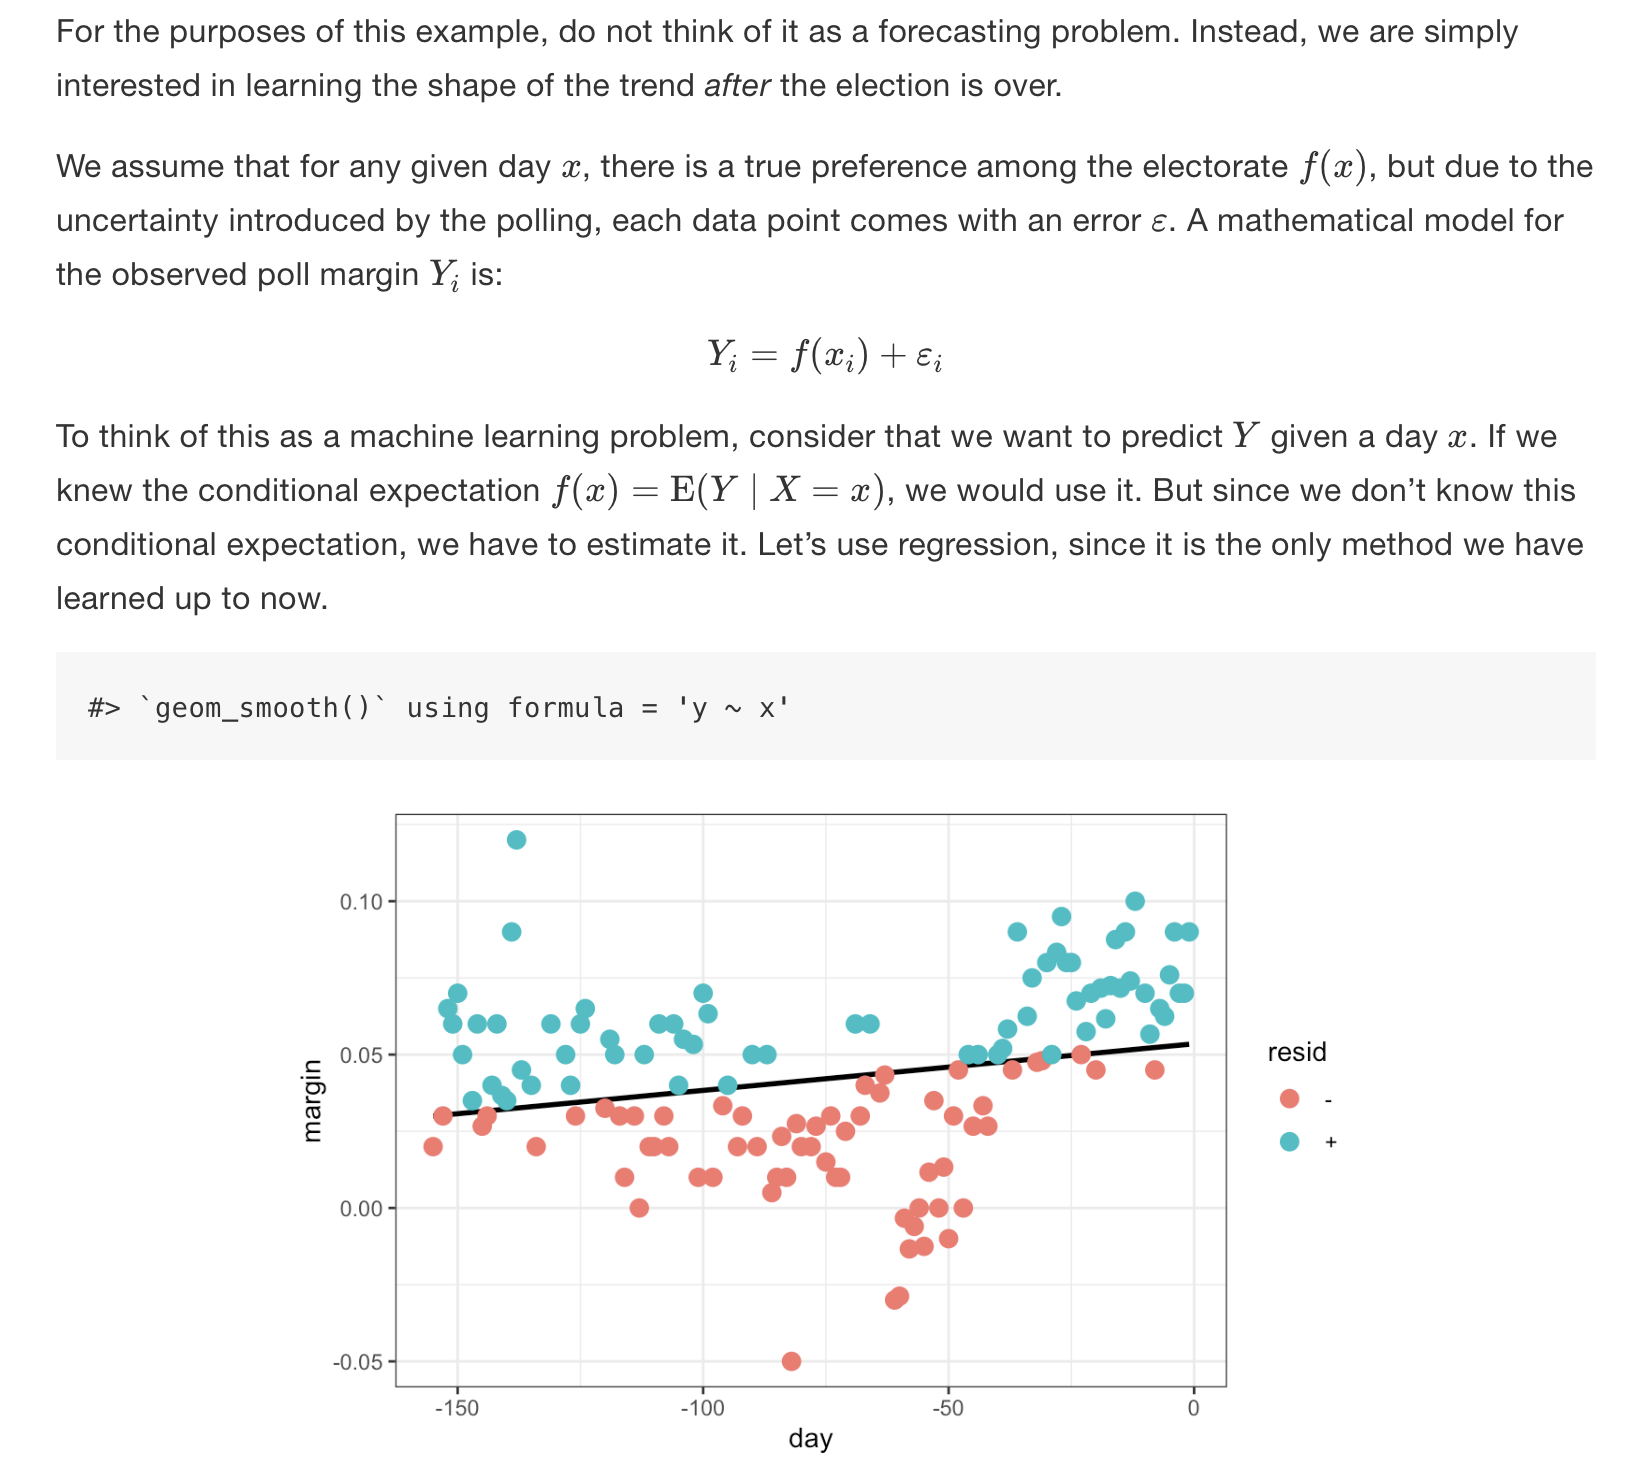 For the purposes of this example, do not think of it as a forecasting problem. Instead, we are simply
interested in learning the shape of the trend after the election is over.
We assume that for any given day x, there is a true preference among the electorate f(x), but due to the
uncertainty introduced by the polling, each data point comes with an error ε. A mathematical model for
the observed poll margin Yᵢ is:
Yᵢ = f(xᵢ) + εᵢ
To think of this as a machine learning problem, consider that we want to predict Y given a day x. If we
knew the conditional expectation f(x) = E(Y | X = x), we would use it. But since we don’t know this
conditional expectation, we have to estimate it. Let’s use regression, since it is the only method we have
learned up to now.
#> `geom_smooth()` using formula = 'y ~ x'
0.10
0.05
0.00
-0.05
margin
-150 -100 -50 0
day
resid
-
+